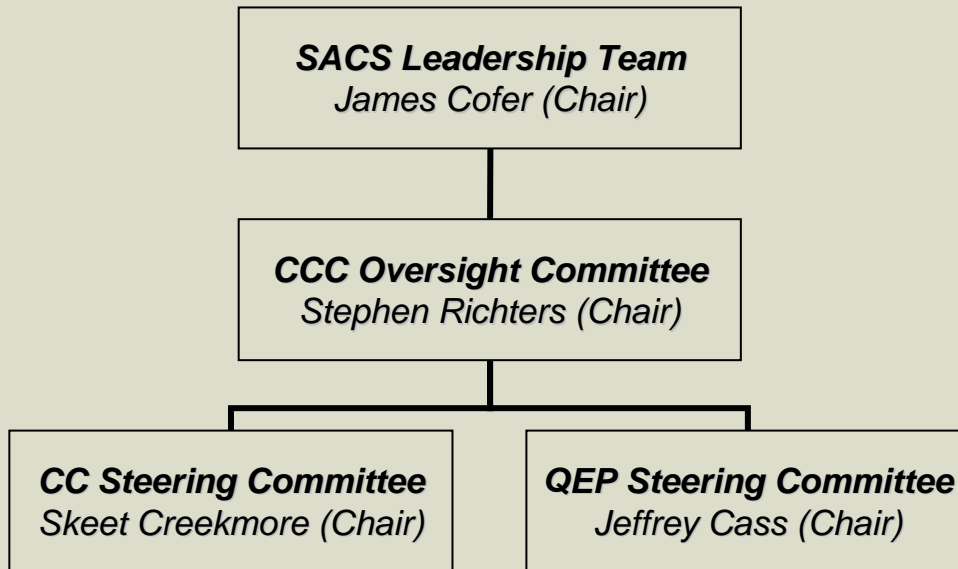 SACS Leadership Team
James Cofer (Chair)
CCC Oversight Committee
Stephen Richters (Chair)
CC Steering Committee
Skeet Creekmore (Chair)
QEP Steering Committee
Jeffrey Cass (Chair)